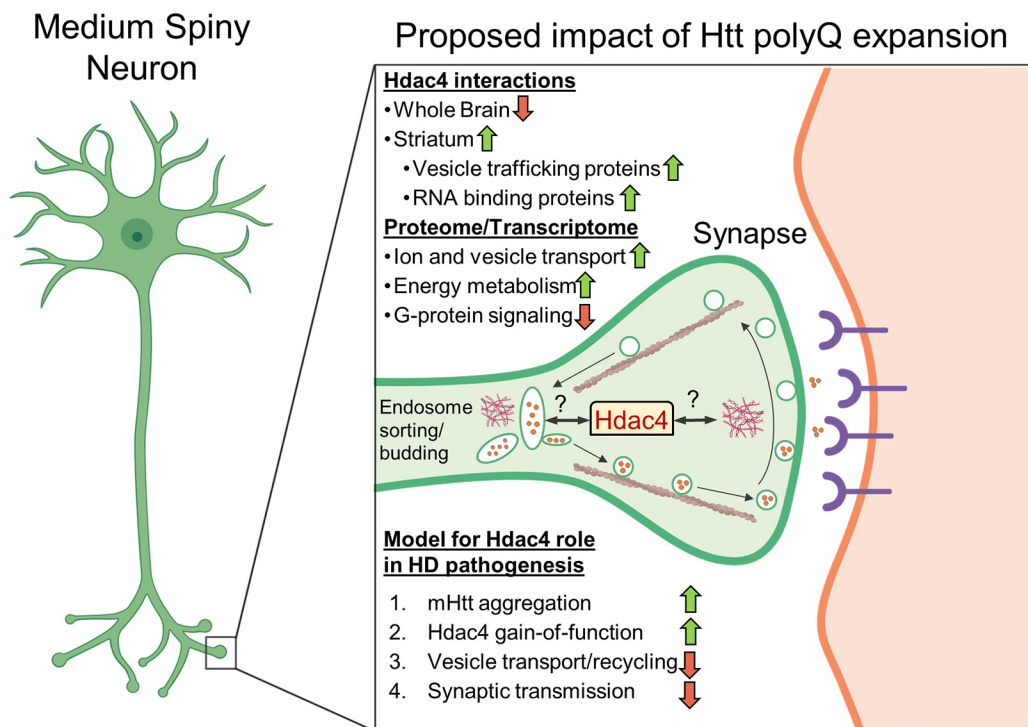 Medium Spiny
Neuron
Proposed impact of Htt polyQ expansion
Hdac4 interactions
•Whole Brain
•Striatum
•Vesicle trafficking proteins
•RNA binding proteins
Proteome/Transcriptome
•Ion and vesicle transport
•Energy metabolism
•G-protein signaling
Synapse
Endosome
sorting/
budding
?
Hdac4
?
Model for Hdac4 role
in HD pathogenesis
1. mHtt aggregation
2. Hdac4 gain-of-function
3. Vesicle transport/recycling
4. Synaptic transmission